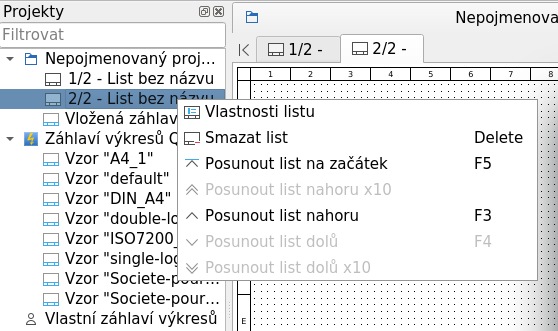 Projekty
Filtrovat
Nepojmenovaný proj...
1/2 - List bez názvu
2/2 - List bez názvu
Vložená záhlav
Záhlaví výkresů Q
Vzor "A4_1"
Vzor "default"
Vzor "DIN_A4"
Vzor "double-lo
Vzor "ISO7200_
Vzor "single-log
Vzor "Societe-pour...
Vzor "Societe-pour...
Vlastní záhlaví výkresů
Nepojmenova
1/2 -
2/2 -
1 2 3 4 5 6 7 8
Vlastnosti listu
Smazat list Delete
Posunout list na začátek F5
Posunout list nahoru x10
Posunout list nahoru F3
Posunout list dolů F4
Posunout list dolů x10
E